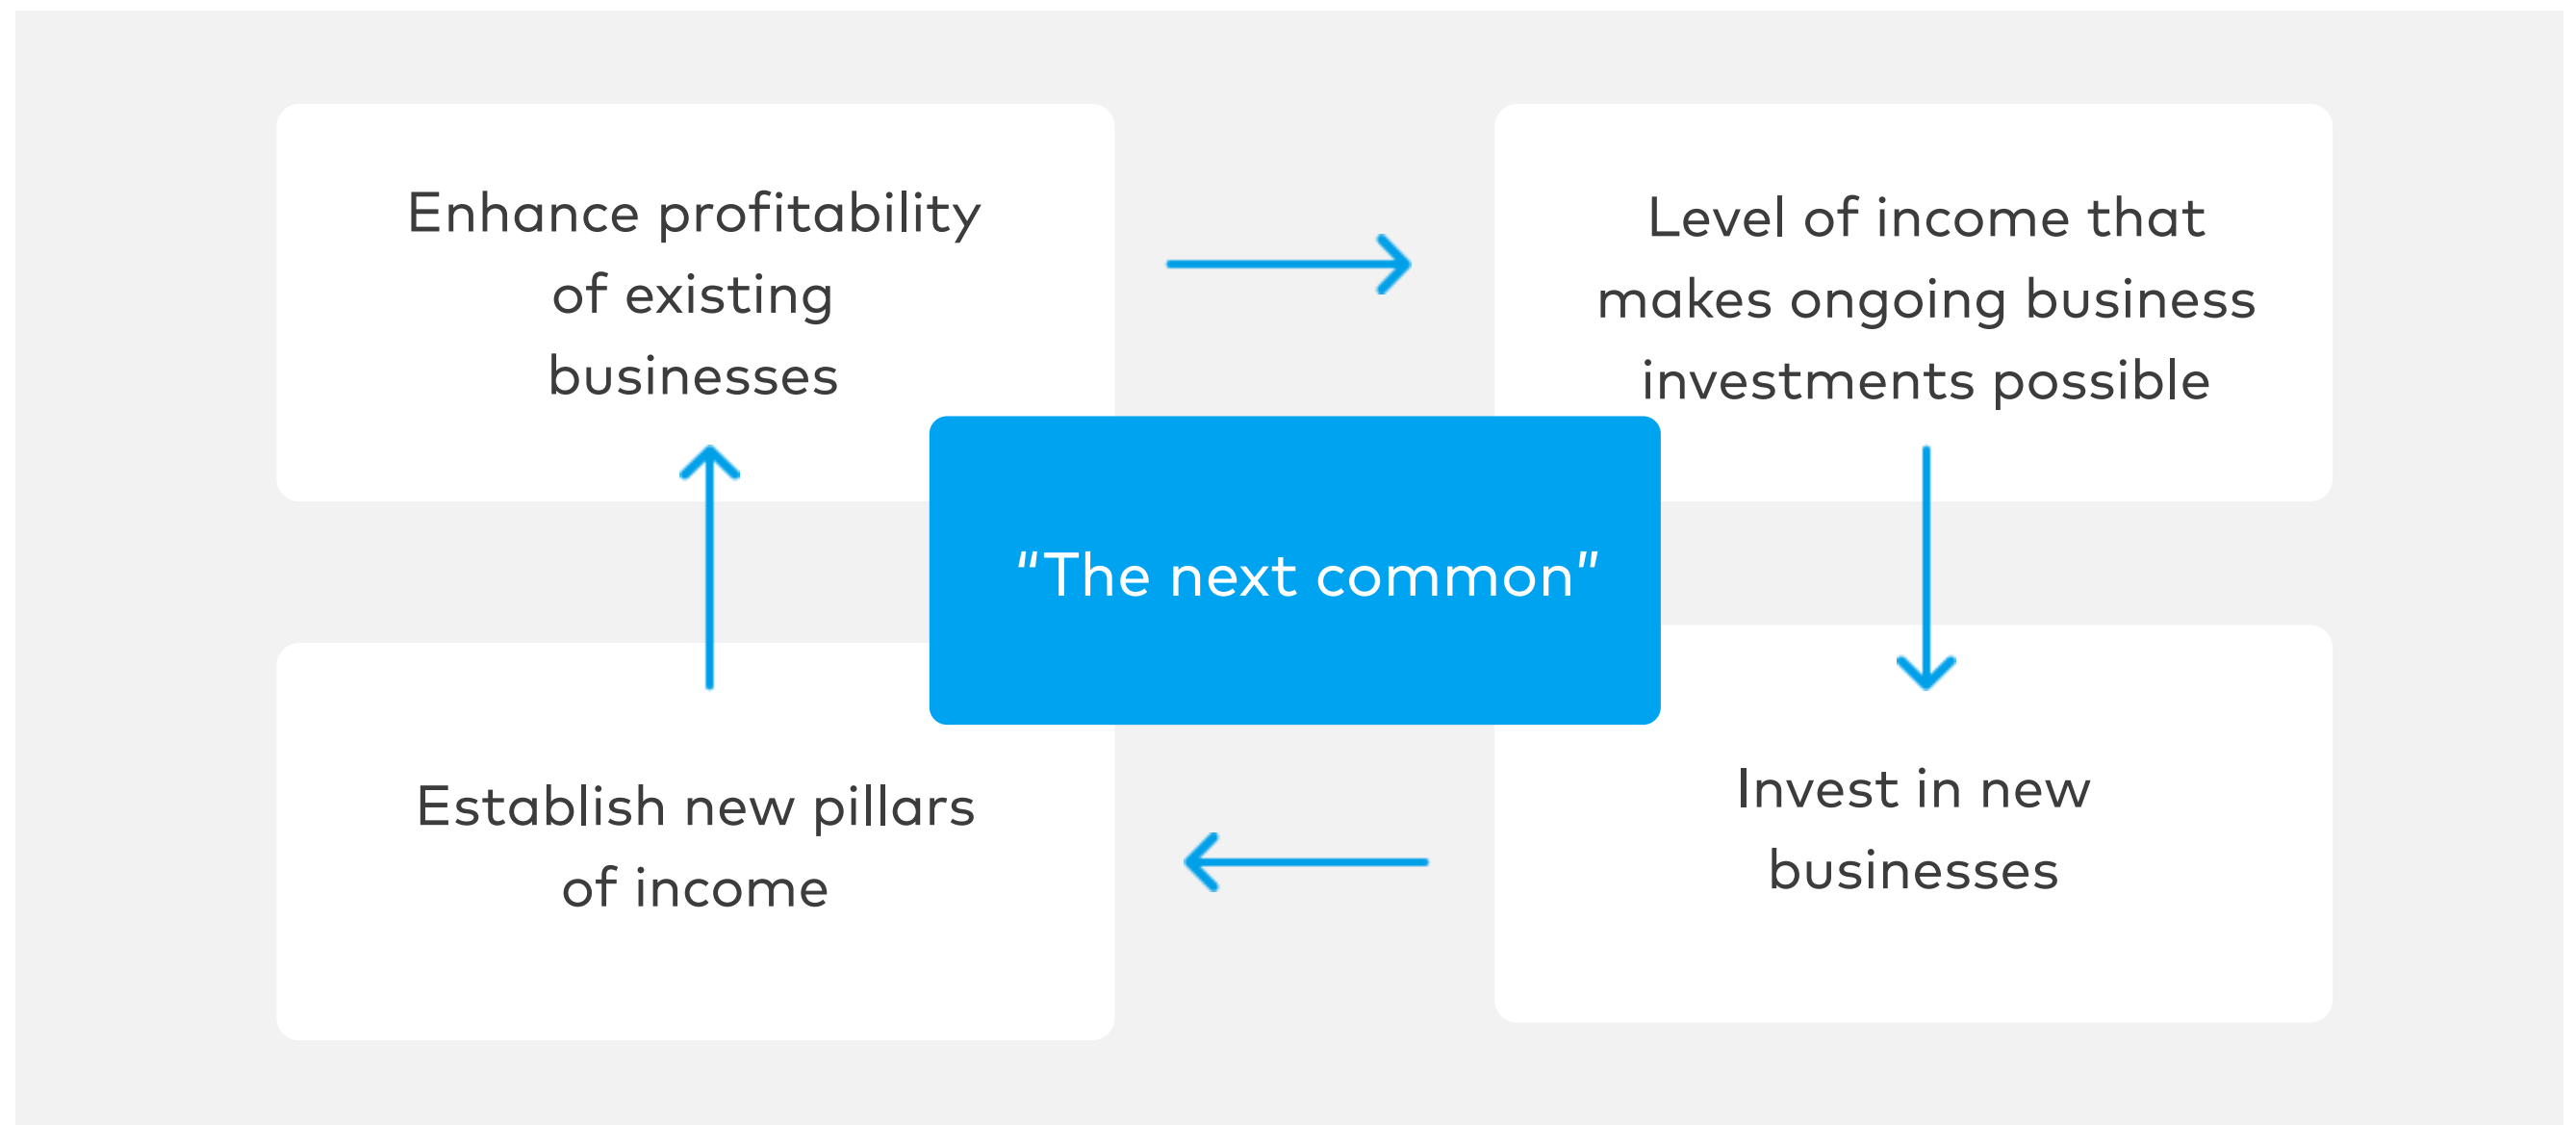 Enhance profitability
of existing
businesses
Level of income that
makes ongoing business
investments possible
“The next common”
Establish new pillars
of income
Invest in new
businesses